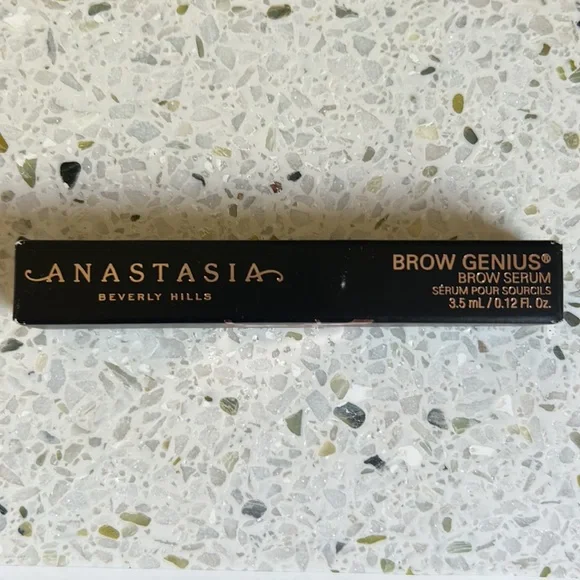 ANASTASIA
BEVERLY HILLS
BROW GENIUS®
BROW SERUM
SÉRUM POUR SOURCILS
3.5 mL / 0.12 Fl. Oz.